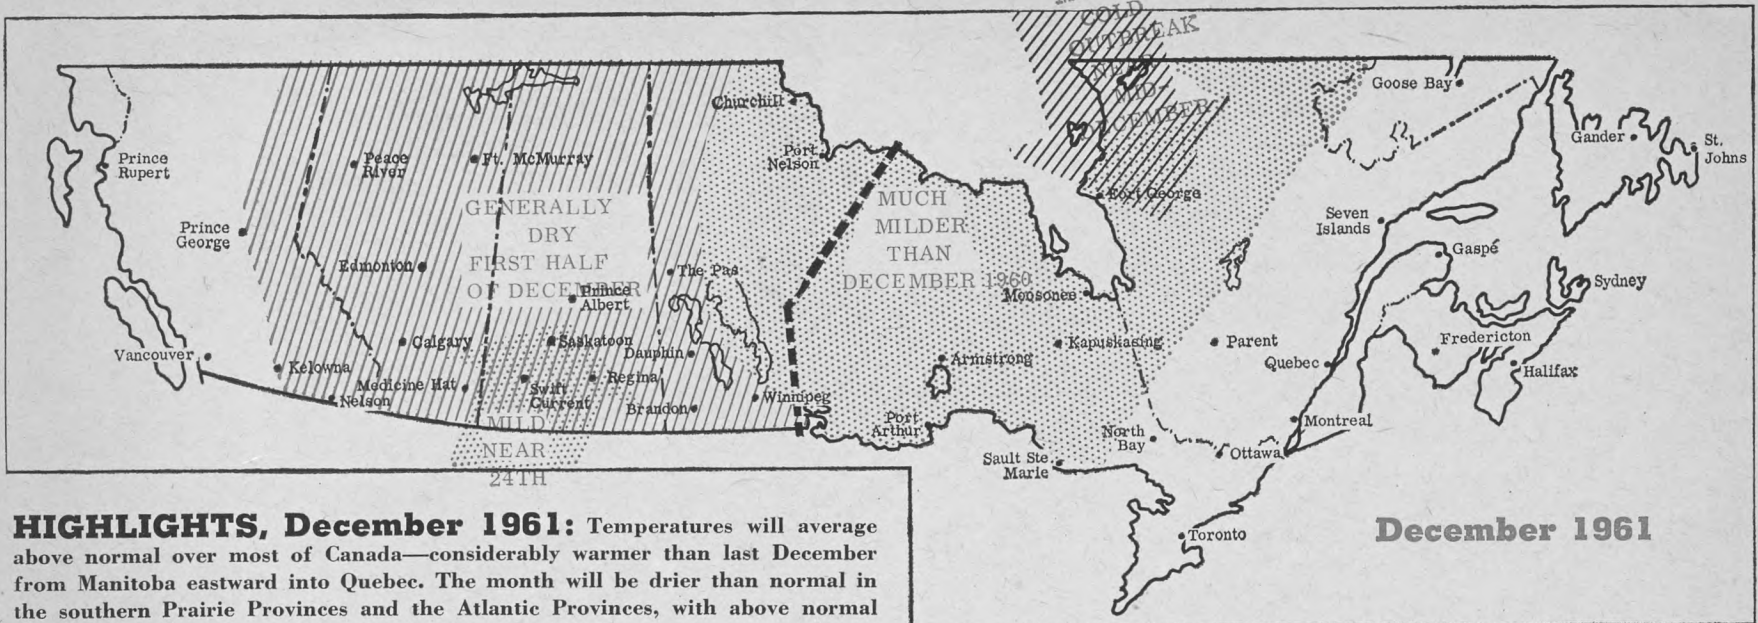 COLD
OUTBREAK
NEAR
MID-
DECEMBER
Churchill
Goose Bay
Gander
St.
Johns
Prince
Rupert
Peace
River
Ft. McMurray
Port
Nelson
Fort George
GENERALLY
DRY
FIRST HALF
OF DECEMBER
MUCH
MILDER
THAN
DECEMBER 1960
Seven
Islands
Prince
George
Gaspé
Edmonton
The Pas
Sydney
Prince
Albert
Moosonee
Vancouver
Calgary
Saskatoon
Dauphin
Armstrong
Kapuskasing
Parent
Quebec
Fredericton
Halifax
Kelowna
Nelson
Medicine Hat
Swift
Current
Regina
Brandon
Winnipeg
Port
Arthur
North
Bay
Montreal
Ottawa
Sault Ste
Marie
MILD
NEAR
24TH
Toronto
December 1961
HIGHLIGHTS, December 1961: Temperatures will average
above normal over most of Canada—considerably warmer than last December
from Manitoba eastward into Quebec. The month will be drier than normal in
the southern Prairie Provinces and the Atlantic Provinces, with above normal